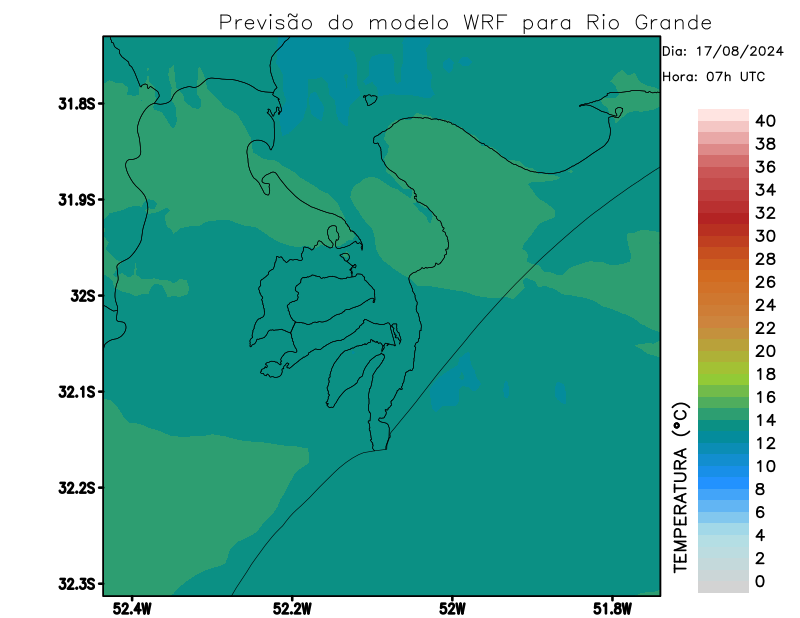 Previsão do modelo WRF para Rio Grande
Dia: 17/08/2024
Hora: 07h UTC
31.8S
31.9S
32S
32.1S
32.2S
32.3S
52.4W
52.2W
52W
51.8W
TEMPERATURA (°C)
40
38
36
34
32
30
28
26
24
22
20
18
16
14
12
10
8
6
4
2
0